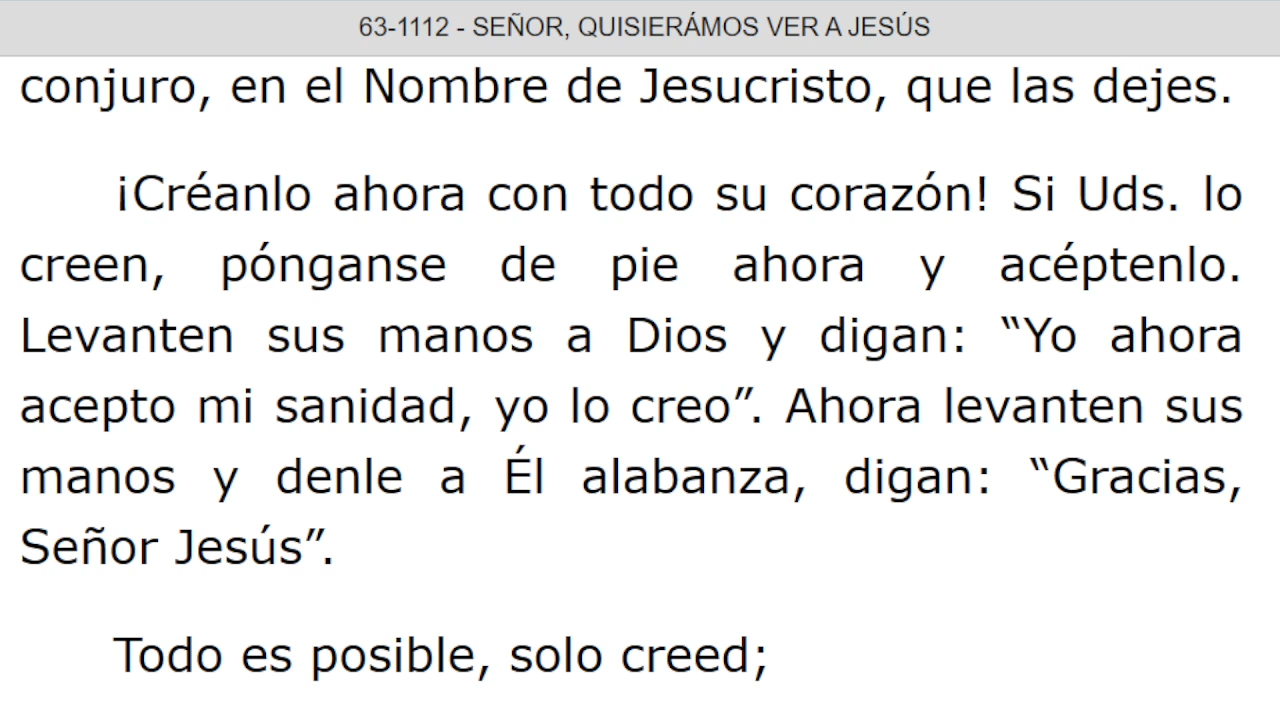 63-1112 - SEÑOR, QUISIERÁMOS VER A JESÚS
conjuro, en el Nombre de Jesucristo, que las dejes.
¡Créanlo ahora con todo su corazón! Si Uds. lo
creen, pónganse de pie ahora y acéptenlo.
Levanten sus manos a Dios y digan: “Yo ahora
acepto mi sanidad, yo lo creo”. Ahora levanten sus
manos y denle a Él alabanza, digan: “Gracias,
Señor Jesús”.
Todo es posible, solo creed;